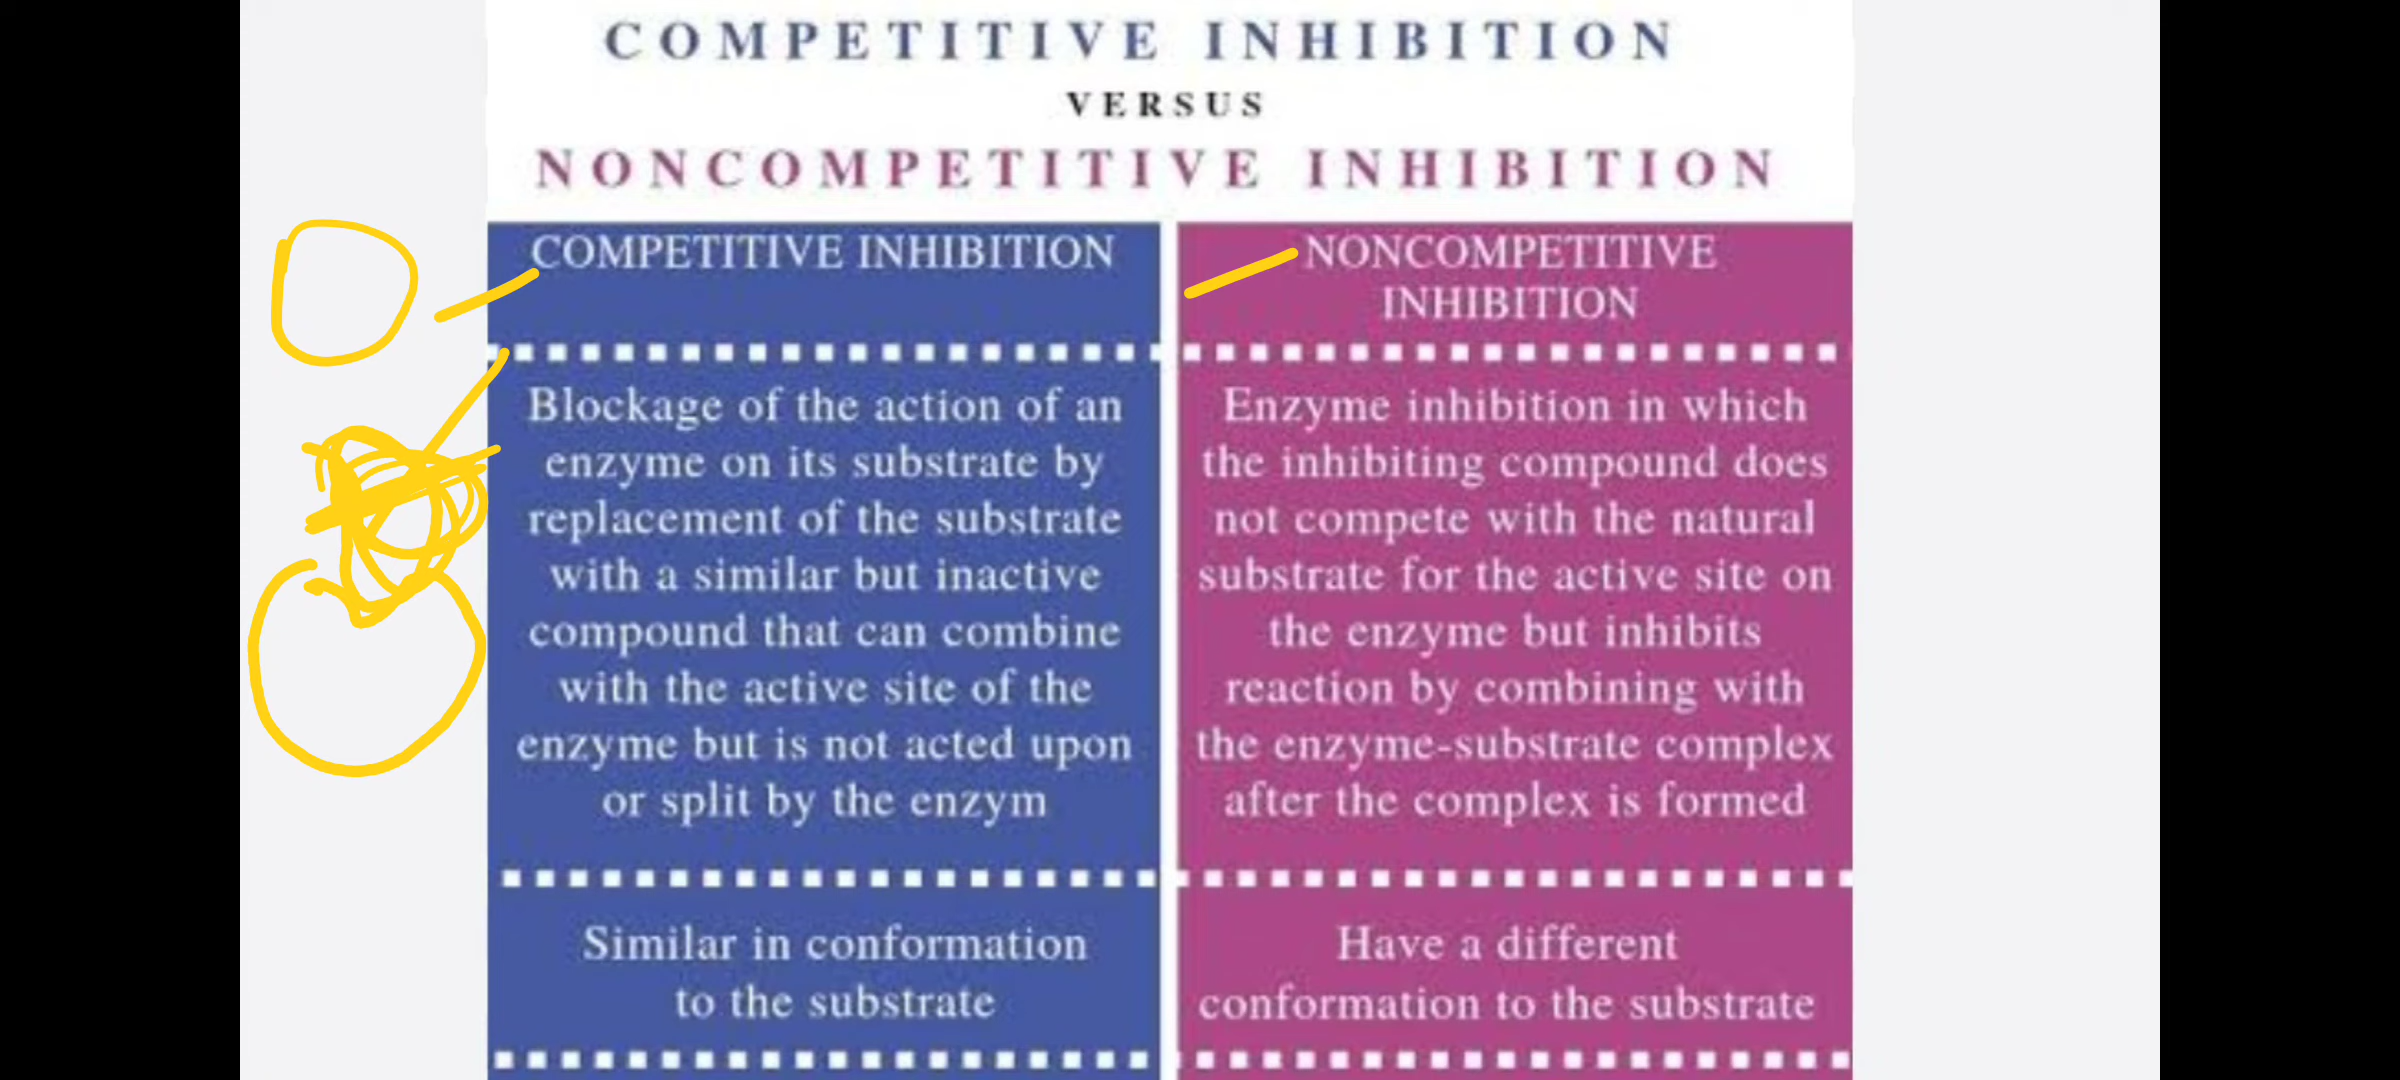 COMPETITIVE INHIBITION
VERSUS
NONCOMPETITIVE INHIBITION
COMPETITIVE INHIBITION
Blockage of the action of an
enzyme on its substrate by
replacement of the substrate
with a similar but inactive
compound that can combine
with the active site of the
enzyme but is not acted upon
or split by the enzym
Similar in conformation
to the substrate
NONCOMPETITIVE
INHIBITION
Enzyme inhibition in which
the inhibiting compound does
not compete with the natural
substrate for the active site on
the enzyme but inhibits
reaction by combining with
the enzyme-substrate complex
after the complex is formed
Have a different
conformation to the substrate